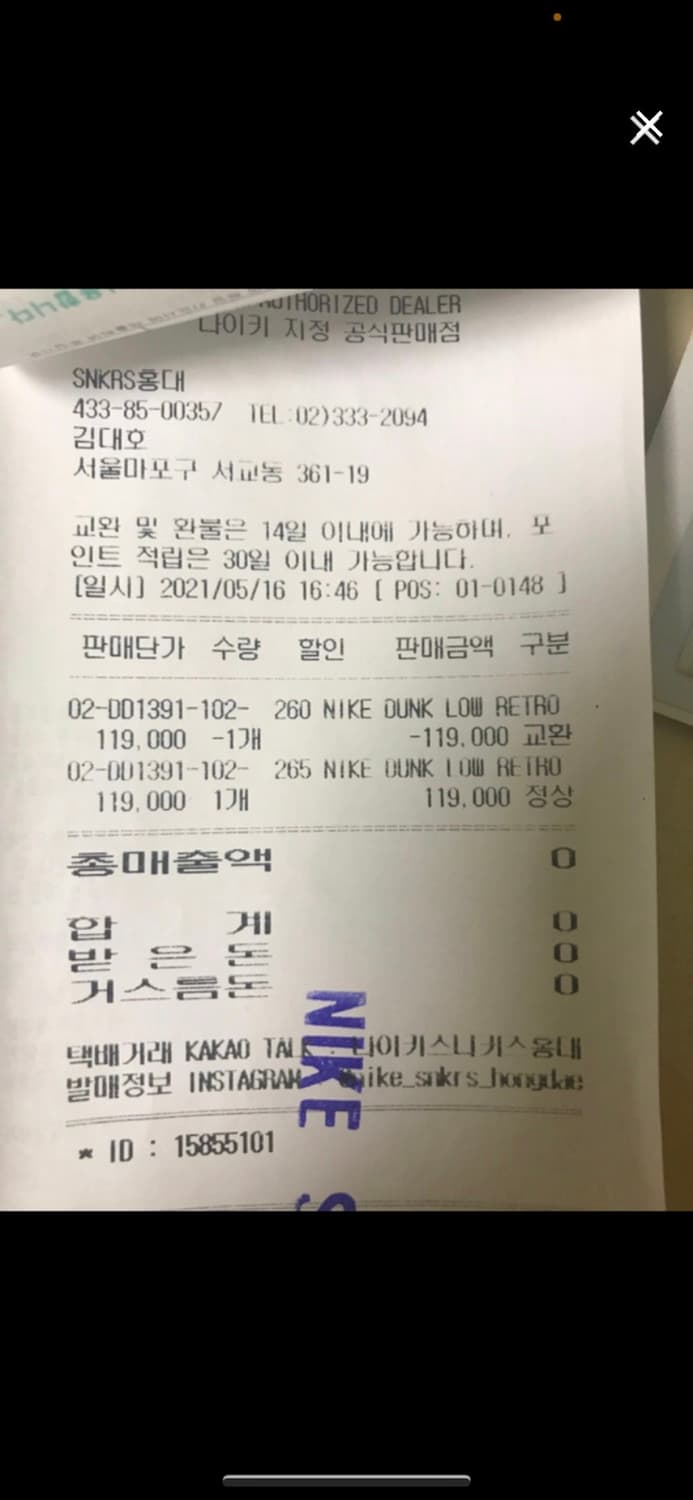 AUTHORIZED DEALER
나이키 지정 공식판매점
SNKRS홍대
433-85-00357 TEL:02)333-2094
김대호
서울마포구 서교동 361-19
교환 및 환불은 14일 이내에 가능하며, 포
인트 적립은 30일 이내 가능합니다.
[일시] 2021/05/16 16:46 [ POS: 01-0148 ]
판매단가 수량 할인 판매금액 구분
02-DD1391-102- 260 NIKE DUNK LOW RETRO
119,000 -1개 -119,000 교환
02-DD1391-102- 265 NIKE DUNK LOW RETRO
119,000 1개 119,000 정상
총매출액 0
합 계 0
받 은 돈 0
거스름돈 0
택배거래 KAKAO TALK : 나이키스니커스홍대
발매정보 INSTAGRAM @nike_snkrs_hongdae
* ID : 15855101
NIKE S